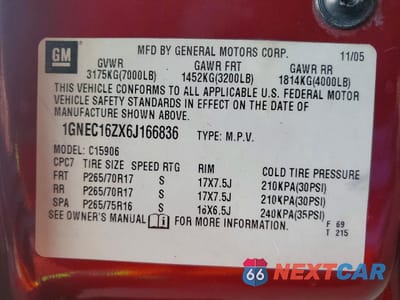 GM
MFD BY GENERAL MOTORS CORP. 11/05
GVWR GAWR FRT GAWR RR
3175KG(7000LB) 1452KG(3200LB) 1814KG(4000LB)
THIS VEHICLE CONFORMS TO ALL APPLICABLE U.S. FEDERAL MOTOR
VEHICLE SAFETY STANDARDS IN EFFECT ON THE DATE OF
MANUFACTURE SHOWN ABOVE.
1GNEC16ZX6J166836 TYPE: M.P.V.
MODEL: C15906
CPC7 TIRE SIZE SPEED RTG RIM COLD TIRE PRESSURE
FRT P265/70R17 S 17X7.5J 210KPA(30PSI)
RR P265/70R17 S 17X7.5J 210KPA(30PSI)
SPA P265/75R16 S 16X6.5J 240KPA(35PSI)
SEE OWNER'S MANUAL FOR MORE INFORMATION. F 69
T 215
66 NEXTCAR